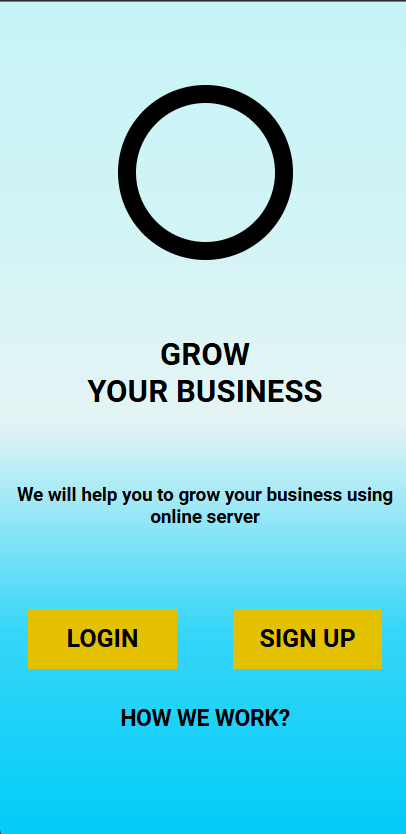 GROW
YOUR BUSINESS
We will help you to grow your business using
online server
LOGIN
SIGN UP
HOW WE WORK?